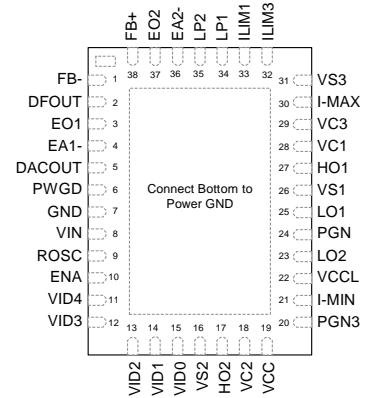 FB+ EO2 EA2- LP2 LP1 ILIM1 ILIM3
38 37 36 35 34 33 32
FB- 1
DFOUT 2
EO1 3
EA1- 4
DACOUT 5
PWGD 6
GND 7
VIN 8
ROSC 9
ENA 10
VID4 11
VID3 12
Connect Bottom to
Power GND
31 VS3
30 I-MAX
29 VC3
28 VC1
27 HO1
26 VS1
25 LO1
24 PGN
23 LO2
22 VCCL
21 I-MIN
20 PGN3
13 14 15 16 17 18 19
VID2 VID1 VID0 VS2 HO2 VC2 VCC